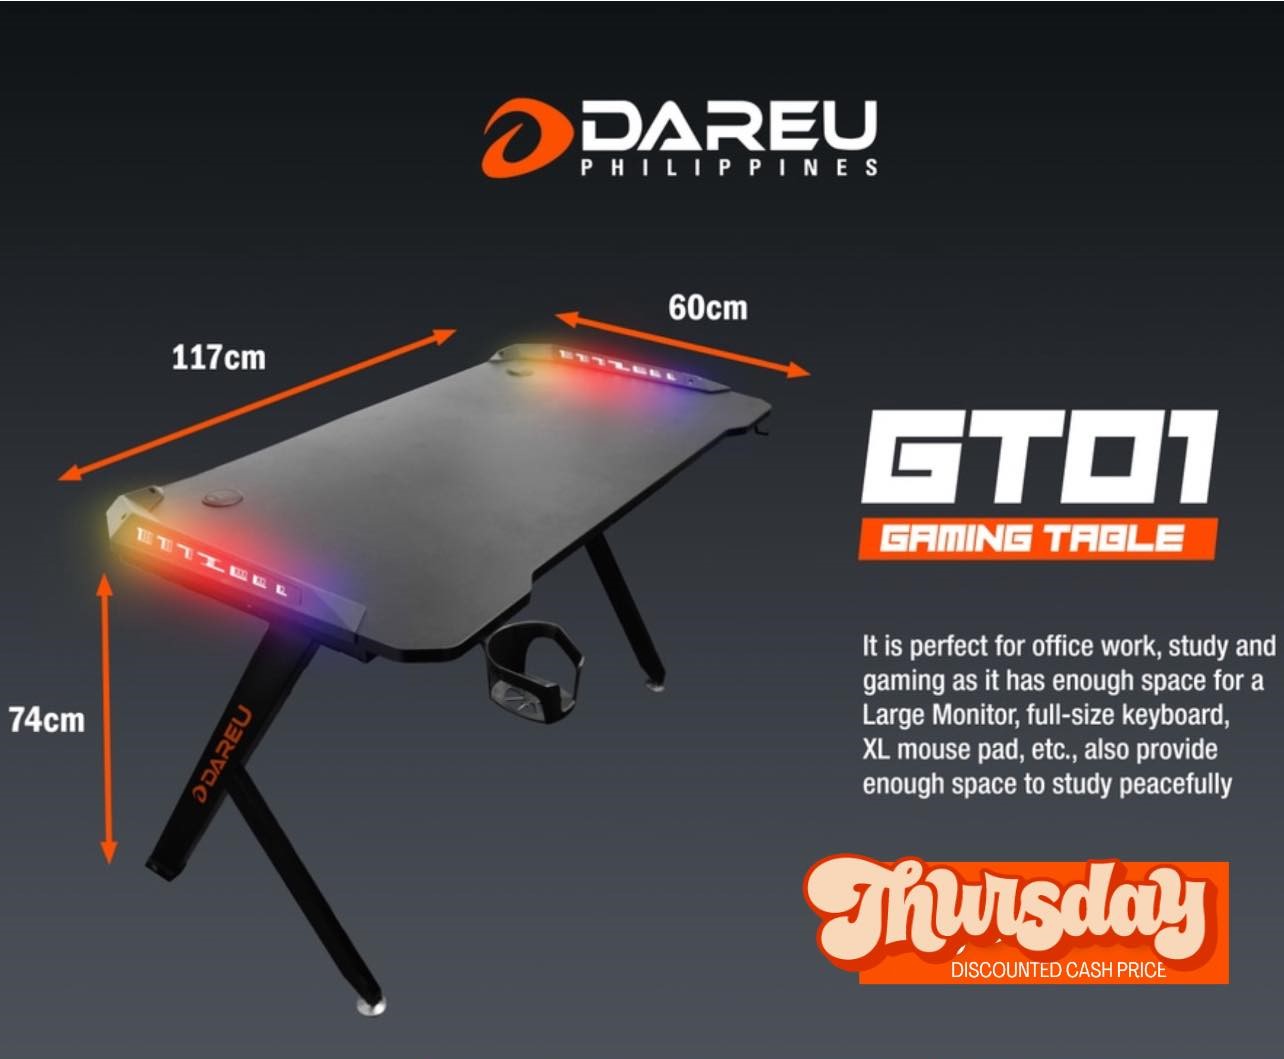 DAREU
PHILIPPINES
60cm
117cm
GT01
GAMING TABLE
It is perfect for office work, study and
gaming as it has enough space for a
Large Monitor, full-size keyboard,
XL mouse pad, etc., also provide
enough space to study peacefully
74cm
DAREU
Thursday
DISCOUNTED CASH PRICE